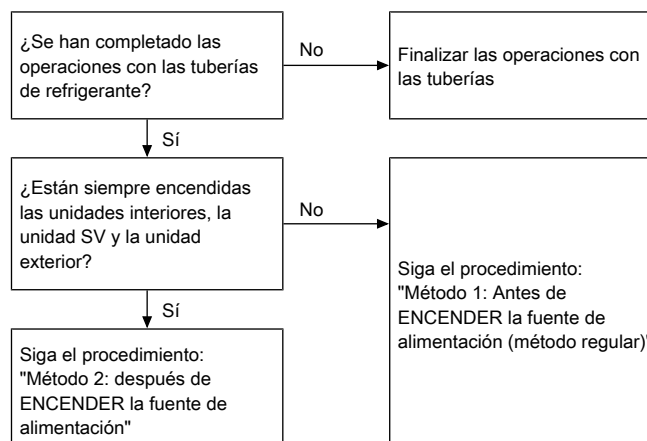 ¿Se han completado las
operaciones con las tuberías
de refrigerante?
No
Finalizar las operaciones con
las tuberías
Sí
¿Están siempre encendidas
las unidades interiores, la
unidad SV y la unidad
exterior?
No
Siga el procedimiento:
"Método 1: Antes de
ENCENDER la fuente de
alimentación (método regular)"
Sí
Siga el procedimiento:
"Método 2: después de
ENCENDER la fuente de
alimentación"